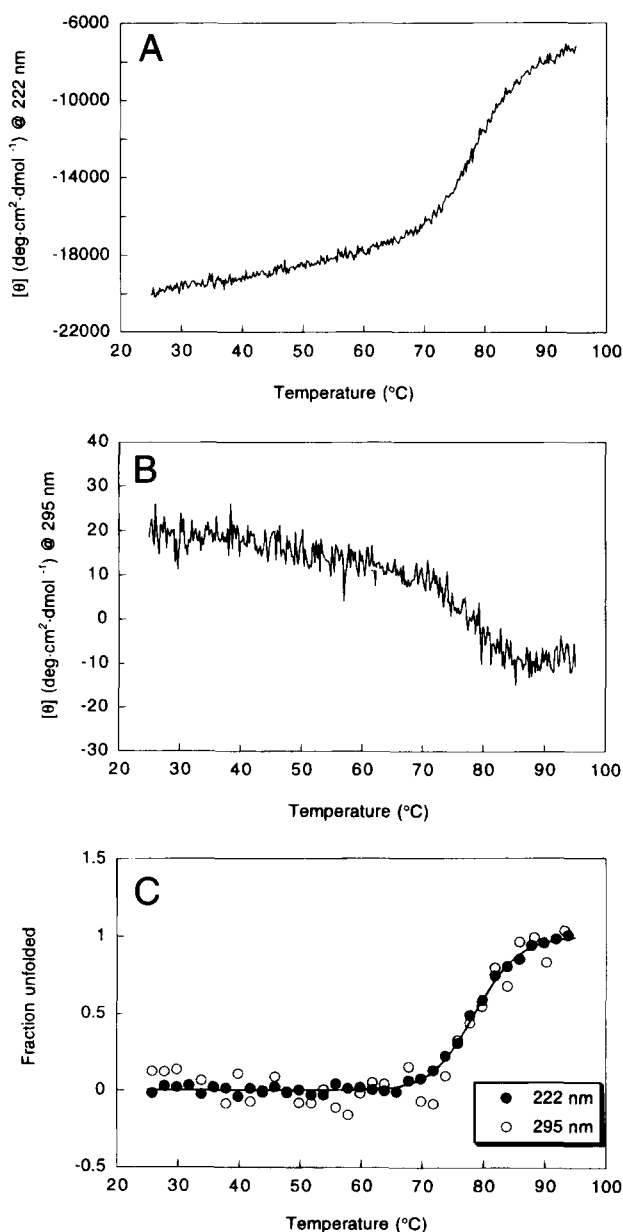 A
[θ] (deg·cm²·dmol⁻¹) @ 222 nm
-6000
-10000
-14000
-18000
-22000
20 30 40 50 60 70 80 90 100
Temperature (°C)
B
[θ] (deg·cm²·dmol⁻¹) @ 295 nm
40
30
20
10
0
-10
-20
-30
20 30 40 50 60 70 80 90 100
Temperature (°C)
C
Fraction unfolded
1.5
1
0.5
0
-0.5
222 nm
295 nm
20 30 40 50 60 70 80 90 100
Temperature (°C)